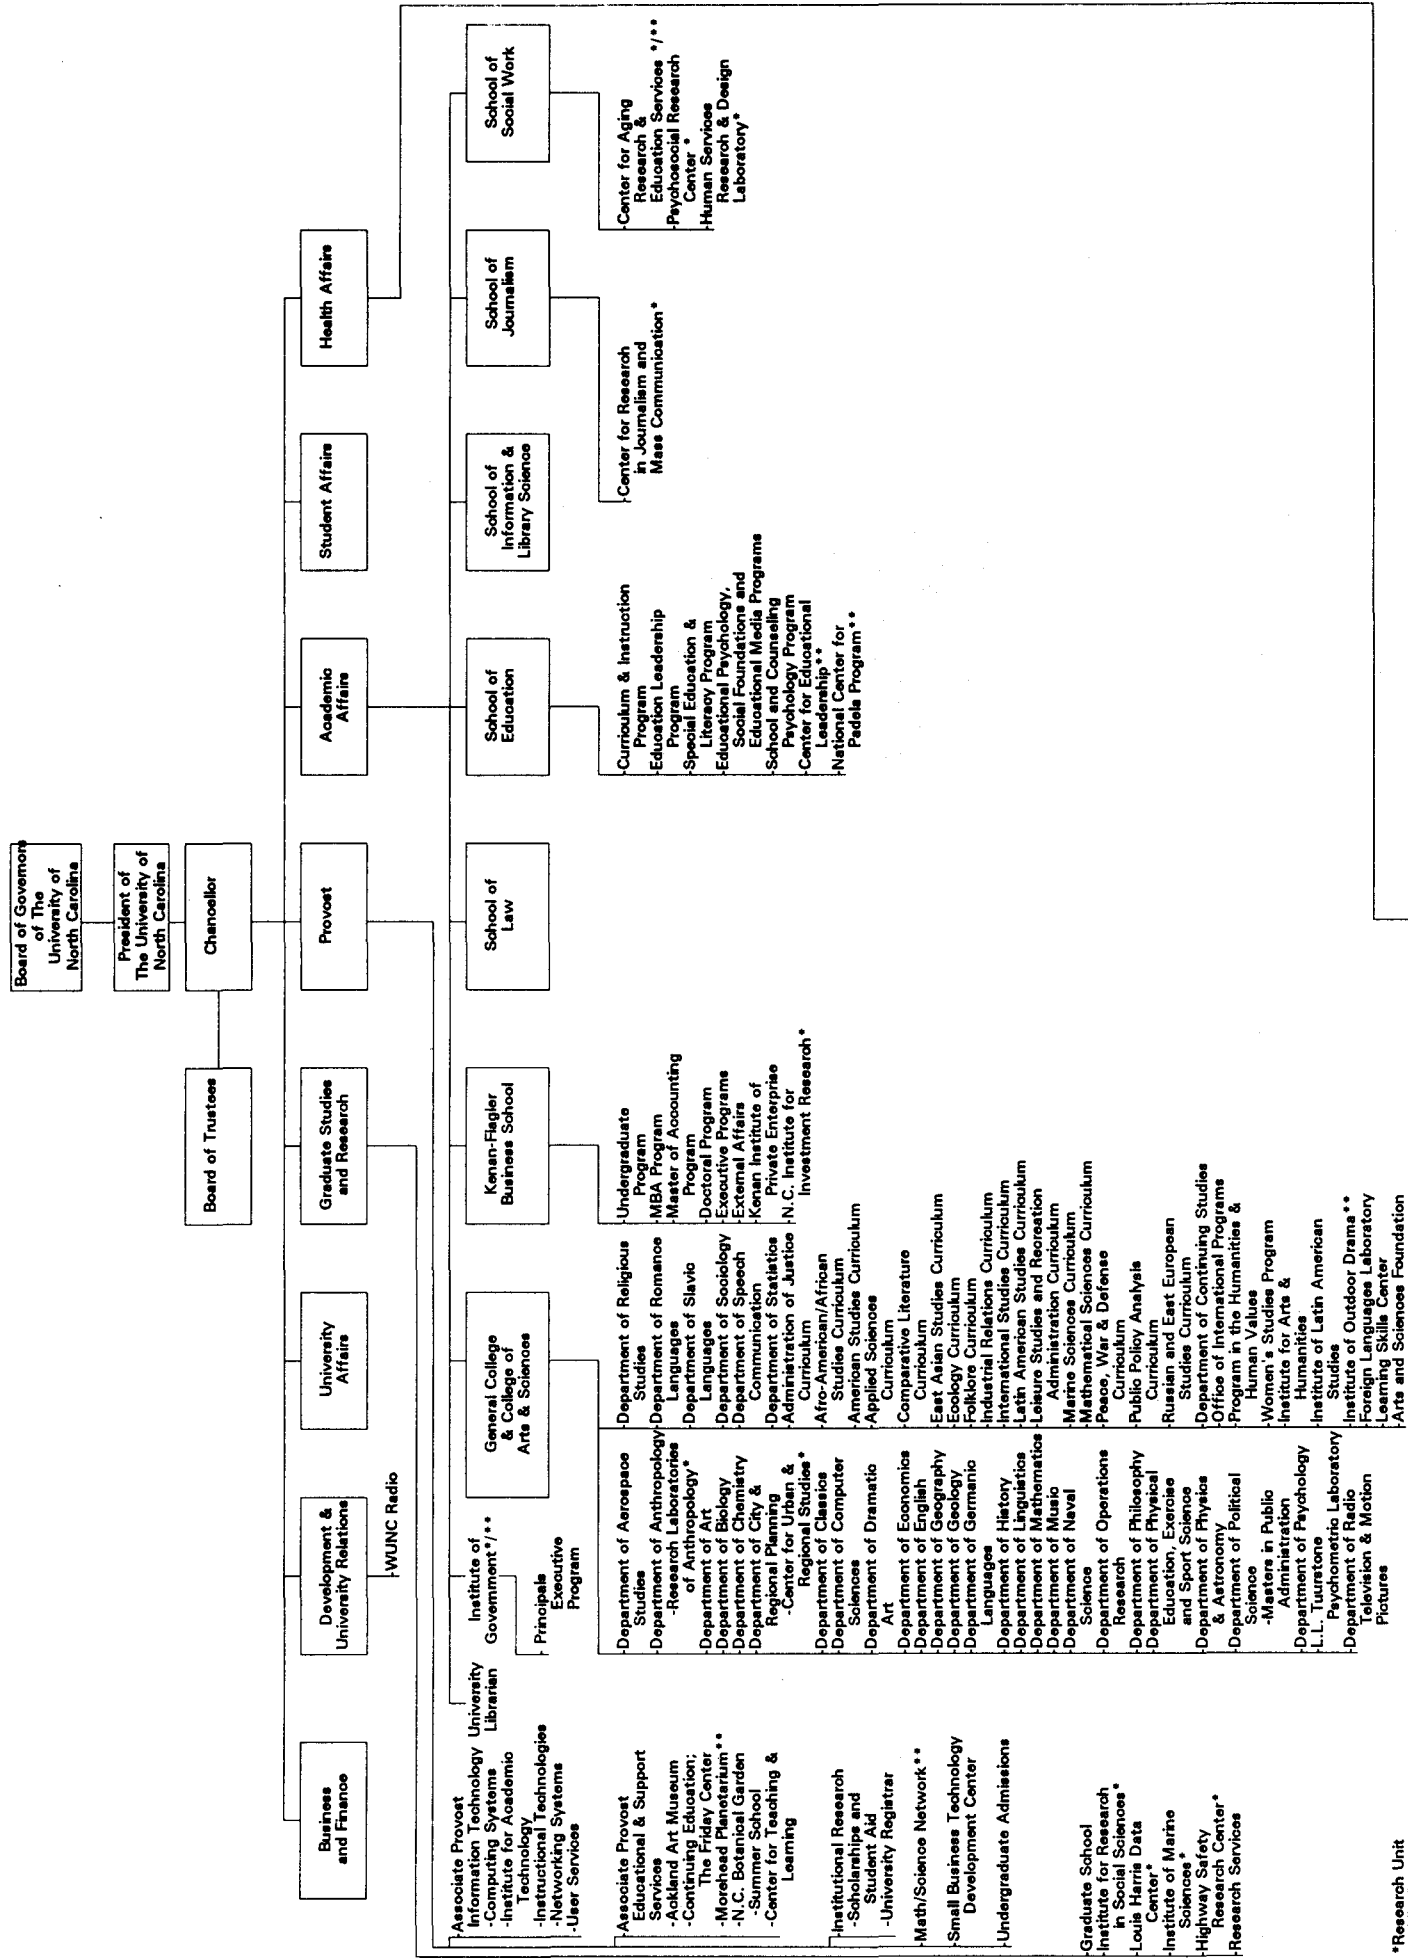 Board of Governors
of The
University of
North Carolina
President of
The University of
North Carolina
Board of Trustees
Chancellor
Business
and Finance
Development &
University Relations
University
Affairs
Graduate Studies
and Research
Provost
Academic
Affairs
Student Affairs
Health Affairs
-WUNC Radio
-Associate Provost
Information Technology
-Computing Systems
-Institute for Academic
Technology
-Instructional Technologies
-Networking Systems
-User Services
University
Librarian
Institute of
Government*/**
-Principals
Executive
Program
General College
& College of
Arts & Sciences
Kenan-Flagler
Business School
School of
Law
School of
Education
School of
Information &
Library Science
School of
Journalism
School of
Social Work
-Associate Provost
Educational & Support
Services
-Ackland Art Museum
-Continuing Education;
The Friday Center
-Morehead Planetarium**
-N.C. Botanical Garden
-Summer School
-Center for Teaching &
Learning
-Institutional Research
-Scholarships and
Student Aid
-University Registrar
-Math/Science Network**
-Small Business Technology
Development Center
-Undergraduate Admissions
-Graduate School
-Institute for Research
in Social Sciences*
-Louis Harris Data
Center*
-Institute of Marine
Sciences*
-Highway Safety
Research Center*
-Research Services
-Department of Aerospace
Studies
-Department of Anthropology
-Research Laboratories
of Anthropology*
-Department of Art
-Department of Biology
-Department of Chemistry
-Department of City &
Regional Planning
-Center for Urban &
Regional Studies*
-Department of Classics
-Department of Computer
Sciences
-Department of Dramatic
Art
-Department of Economics
-Department of English
-Department of Geography
-Department of Geology
-Department of Germanic
Languages
-Department of History
-Department of Linguistics
-Department of Mathematics
-Department of Music
-Department of Naval
Science
-Department of Operations
Research
-Department of Philosophy
-Department of Physical
Education, Exercise
and Sport Science
-Department of Physics
& Astronomy
-Department of Political
Science
-Masters in Public
Administration
-Department of Psychology
-L.L. Tuurstone
Psychometric Laboratory
-Department of Radio
Television & Motion
Pictures
-Department of Religious
Studies
-Department of Romance
Languages
-Department of Slavic
Languages
-Department of Sociology
-Department of Speech
Communication
-Department of Statistics
-Administration of Justice
Curriculum
-Afro-American/African
Studies Curriculum
-American Studies Curriculum
-Applied Sciences
Curriculum
-Comparative Literature
Curriculum
-East Asian Studies Curriculum
-Ecology Curriculum
-Folklore Curriculum
-Industrial Relations Curriculum
-International Studies Curriculum
-Latin American Studies Curriculum
-Leisure Studies and Recreation
Administration Curriculum
-Marine Sciences Curriculum
-Mathematical Sciences Curriculum
-Peace, War & Defense
Curriculum
-Public Policy Analysis
Curriculum
-Russian and East European
Studies Curriculum
-Department of Continuing Studies
-Office of International Programs
-Program in the Humanities &
Human Values
-Women's Studies Program
-Institute for Arts &
Humanities
-Institute of Latin American
Studies
-Institute of Outdoor Drama**
-Foreign Languages Laboratory
-Learning Skills Center
-Arts and Sciences Foundation
-Undergraduate
Program
-MBA Program
-Master of Accounting
Program
-Doctoral Program
-Executive Programs
-External Affairs
-Kenan Institute of
Private Enterprise
-N.C. Institute for
Investment Research*
-Curriculum & Instruction
Program
-Education Leadership
Program
-Special Education &
Literacy Program
-Educational Psychology,
Social Foundations and
Educational Media Programs
-School and Counseling
Psychology Program
-Center for Educational
Leadership**
-National Center for
Padeia Program**
-Center for Research
in Journalism and
Mass Communication*
-Center for Aging
Research &
Education Services */**
-Psychosocial Research
Center *
-Human Services
Research & Design
Laboratory*
*Research Unit